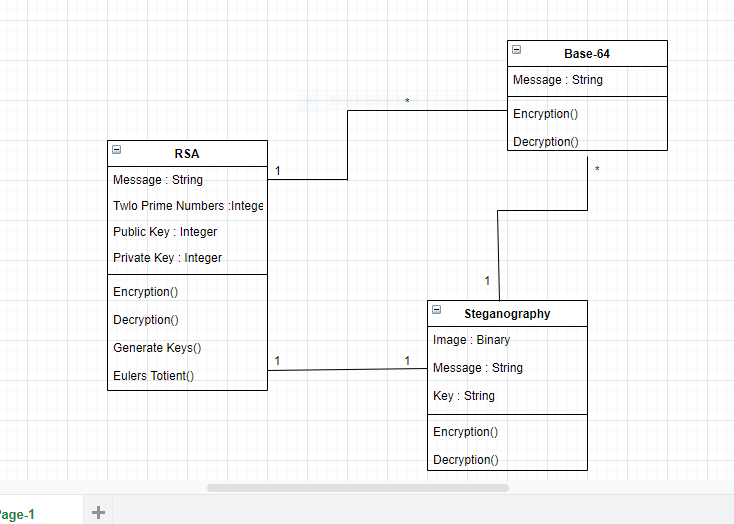 Base-64
Message : String
Encryption()
Decryption()
*
*
RSA
1
Message : String
Twlo Prime Numbers :Intege
Public Key : Integer
Private Key : Integer
Encryption()
Decryption()
Generate Keys()
Eulers Totient()
1
1
1
Steganography
Image : Binary
Message : String
Key : String
Encryption()
Decryption()
Page-1